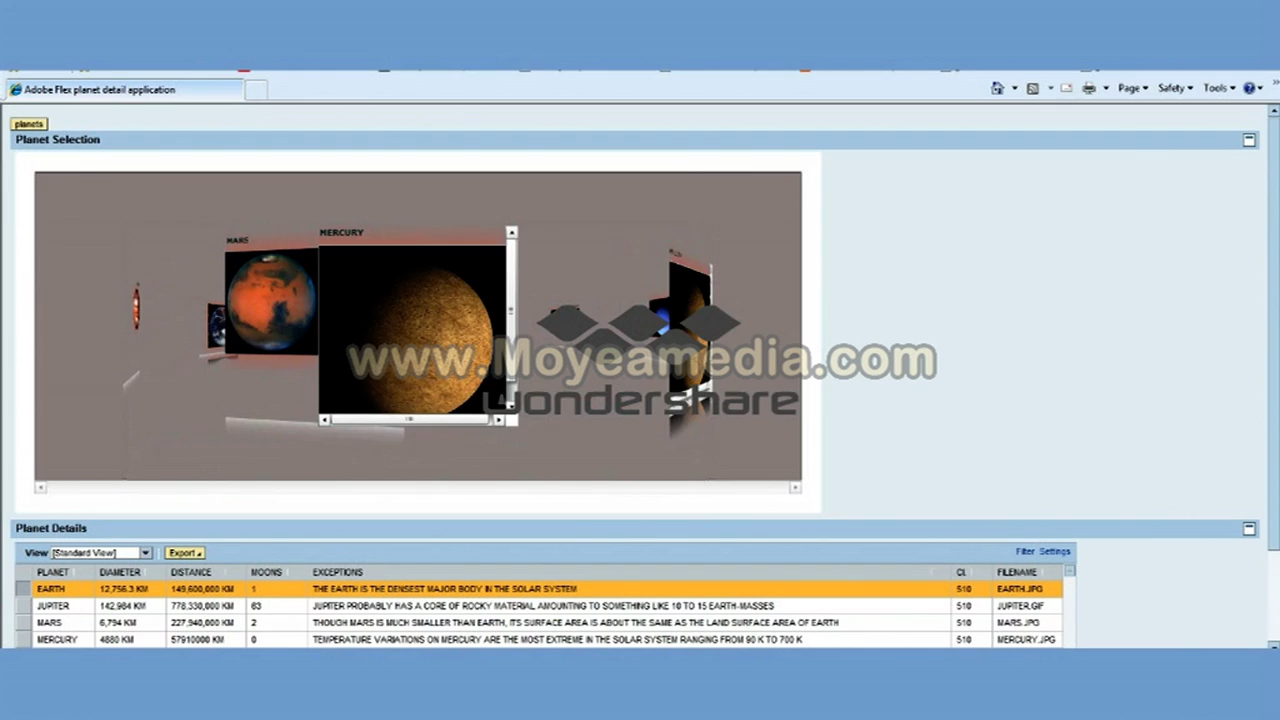 Adobe Flex planet detail application
Page
Safety
Tools
planets
Planet Selection
MARS
MERCURY
www.Moyeamedia.com
wondershare
Planet Details
View [Standard View] Export Filter Settings
PLANET DIAMETER DISTANCE MOONS EXCEPTIONS Cl. FILENAME
EARTH 12,756.3 KM 149,600,000 KM 1 THE EARTH IS THE DENSEST MAJOR BODY IN THE SOLAR SYSTEM 510 EARTH.JPG
JUPITER 142,984 KM 778,330,000 KM 63 JUPITER PROBABLY HAS A CORE OF ROCKY MATERIAL AMOUNTING TO SOMETHING LIKE 10 TO 15 EARTH-MASSES 510 JUPITER.GIF
MARS 6,794 KM 227,940,000 KM 2 THOUGH MARS IS MUCH SMALLER THAN EARTH, ITS SURFACE AREA IS ABOUT THE SAME AS THE LAND SURFACE AREA OF EARTH 510 MARS.JPG
MERCURY 4880 KM 57910000 KM 0 TEMPERATURE VARIATIONS ON MERCURY ARE THE MOST EXTREME IN THE SOLAR SYSTEM RANGING FROM 90 K TO 700 K 510 MERCURY.JPG